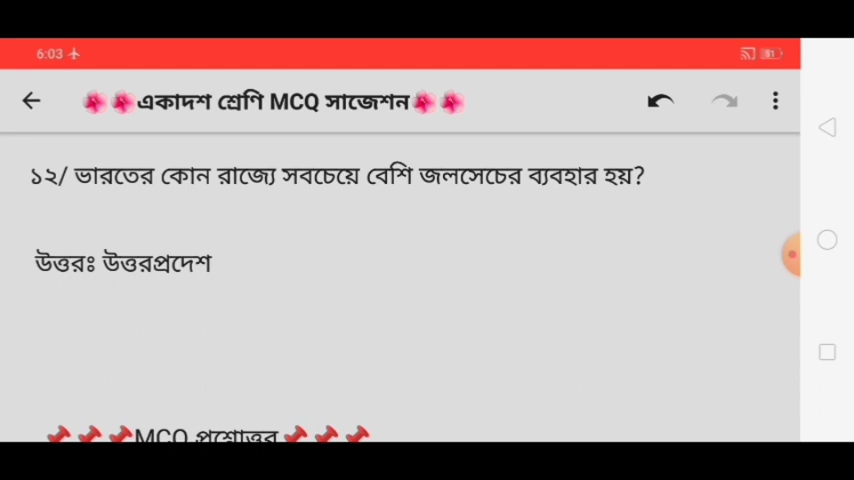 6:03
51
একাদশ শ্রেণি MCQ সাজেশন
১২/ ভারতের কোন রাজ্যে সবচেয়ে বেশি জলসেচের ব্যবহার হয়?
উত্তরঃ উত্তরপ্রদেশ
MCQ প্রশ্নোত্তর